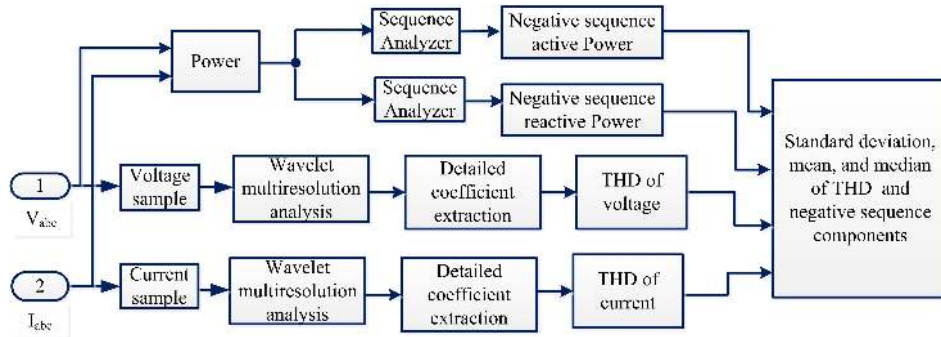 Power
Sequence
Analyzer
Negative sequence
active Power
Sequence
Analyzer
Negative sequence
reactive Power
Standard deviation,
mean, and median
of THD and
negative sequence
components
1
Vabc
Voltage
sample
Wavelet
multiresolution
analysis
Detailed
coefficient
extraction
THD of
voltage
2
Iabc
Current
sample
Wavelet
multiresolution
analysis
Detailed
coefficient
extraction
THD of
current